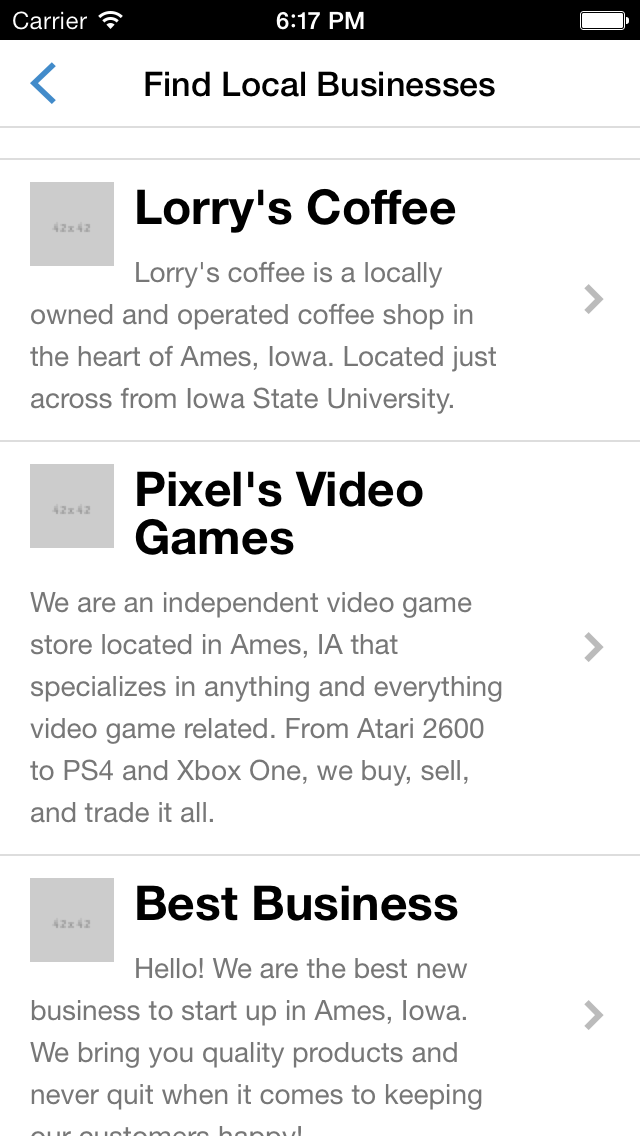 Carrier 6:17 PM
Find Local Businesses
42x42
Lorry's Coffee
Lorry's coffee is a locally
owned and operated coffee shop in
the heart of Ames, Iowa. Located just
across from Iowa State University.
42x42
Pixel's Video
Games
We are an independent video game
store located in Ames, IA that
specializes in anything and everything
video game related. From Atari 2600
to PS4 and Xbox One, we buy, sell,
and trade it all.
42x42
Best Business
Hello! We are the best new
business to start up in Ames, Iowa.
We bring you quality products and
never quit when it comes to keeping
our customers happy!